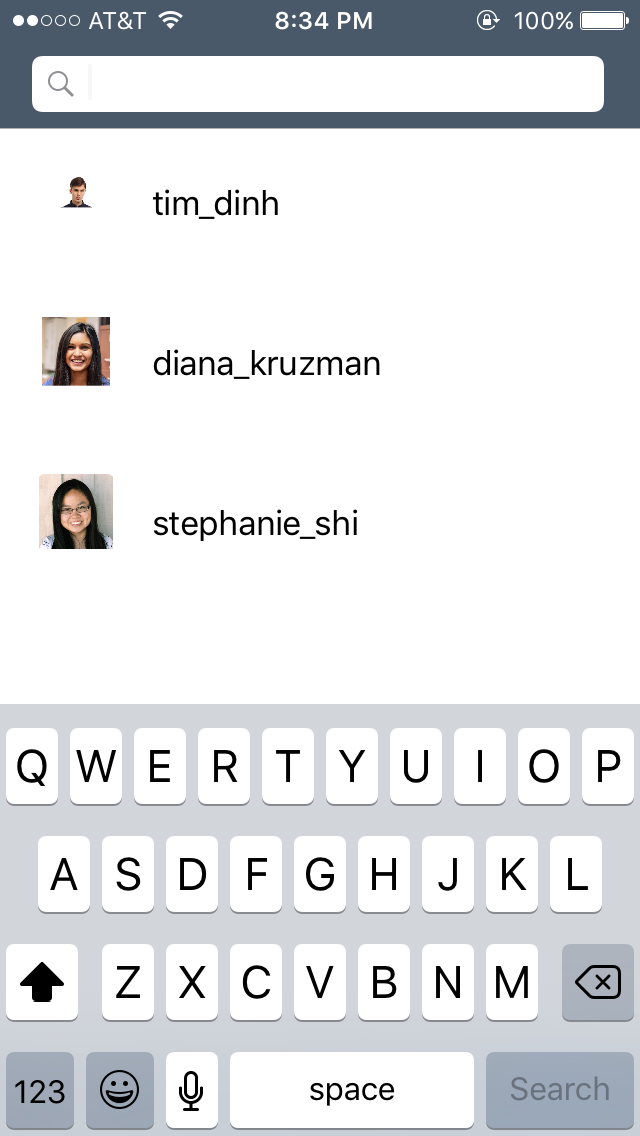 AT&T 8:34 PM 100%
tim_dinh
diana_kruzman
stephanie_shi
Q W E R T Y U I O P
A S D F G H J K L
Z X C V B N M
123 space Search